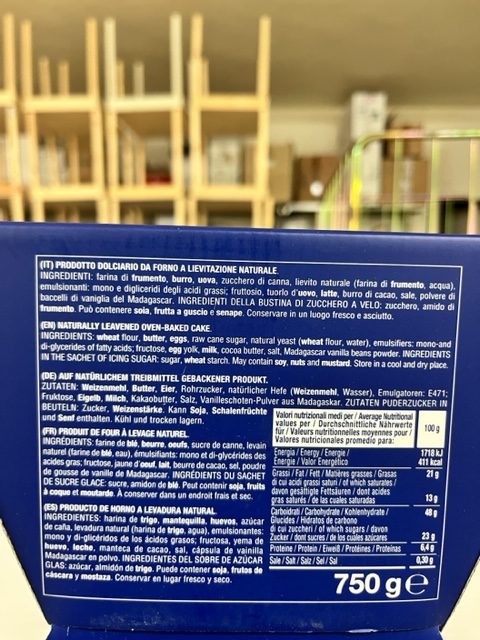 (IT) PRODOTTO DOLCIARIO DA FORNO A LIEVITAZIONE NATURALE.
INGREDIENTI: farina di frumento, burro, uova, zucchero di canna, lievito naturale (farina di frumento, acqua),
emulsionanti: mono e digliceridi degli acidi grassi; fruttosio, tuorlo d'uovo, latte, burro di cacao, sale, polvere di
baccelli di vaniglia del Madagascar. INGREDIENTI DELLA BUSTINA DI ZUCCHERO A VELO: zucchero, amido di
frumento. Può contenere soia, frutta a guscio e senape. Conservare in un luogo fresco e asciutto.
(EN) NATURALLY LEAVENED OVEN-BAKED CAKE.
INGREDIENTS: wheat flour, butter, eggs, raw cane sugar, natural yeast (wheat flour, water), emulsifiers: mono-and
di-glycerides of fatty acids; fructose, egg yolk, milk, cocoa butter, salt, Madagascar vanilla beans powder. INGREDIENTS
IN THE SACHET OF ICING SUGAR: sugar, wheat starch. May contain soy, nuts and mustard. Store in a cool and dry place.
(DE) AUF NATÜRLICHEM TREIBMITTEL GEBACKENER PRODUKT.
ZUTATEN: Weizenmehl, Butter, Eier, Rohrzucker, natürlicher Hefe (Weizenmehl, Wasser), Emulgatoren: E471;
Fruktose, Eigelb, Milch, Kakaobutter, Salz, Vanilleschoten-Pulver aus Madagaskar. ZUTATEN PUDERZUCKER IN
BEUTELN: Zucker, Weizenstärke. Kann Soja, Schalenfrüchte
und Senf enthalten. Kühl und trocken lagern.
(FR) PRODUIT DE FOUR À LEVAGE NATUREL.
INGRÉDIENTS: farine de blé, beurre, oeufs, sucre de canne, levain
naturel (farine de blé, eau), émulsifiants: mono et di-glycérides des
acides gras; fructose, jaune d'oeuf, lait, beurre de cacao, sel, poudre
de gousse de vanille de Madagascar. INGRÉDIENTS DU SACHET
DE SUCRE GLACE: sucre, amidon de blé. Peut contenir soja, fruits
à coque et moutarde. À conserver dans un endroit frais et sec.
(ES) PRODUCTO DE HORNO A LEVADURA NATURAL.
INGREDIENTES: harina de trigo, mantequilla, huevos, azúcar
de caña, levadura natural (harina de trigo, agua), emulsionantes:
mono y di-glicéridos de los ácidos grasos; fructosa, yema de
huevo, leche, manteca de cacao, sal, cápsula de vainilla
Madagascar en polvo. INGREDIENTES DEL SOBRE DE AZÚCAR
GLAS: azúcar, almidón de trigo. Puede contener soja, frutos de
cáscara y mostaza. Conservar en lugar fresco y seco.
Valori nutrizionali medi per / Average Nutritional
values per / Durchschnittliche Nährwerte
für / Valeurs nutritionnelles moyennes pour /
Valores nutricionales promedio para:
100 g
Energia / Energy / Energie /
Énergie / Valor Energético
1718 kJ
411 kcal
Grassi / Fat / Fett / Matières grasses / Grasas
21 g
di cui acidi grassi saturi / of which saturates /
davon gesättigte Fettsäuren / dont acides
gras saturés / de las cuales saturadas
13 g
Carboidrati / Carbohydrate / Kohlenhydrate /
Glucides / Hidratos de carbono
48 g
di cui zuccheri / of which sugars / davon
Zucker / dont sucres / de los cuales azúcares
23 g
Proteine / Protein / Eiweiß / Protéines / Proteínas
6,4 g
Sale / Salt / Salz / Sel / Sal
0,30 g
750 g e